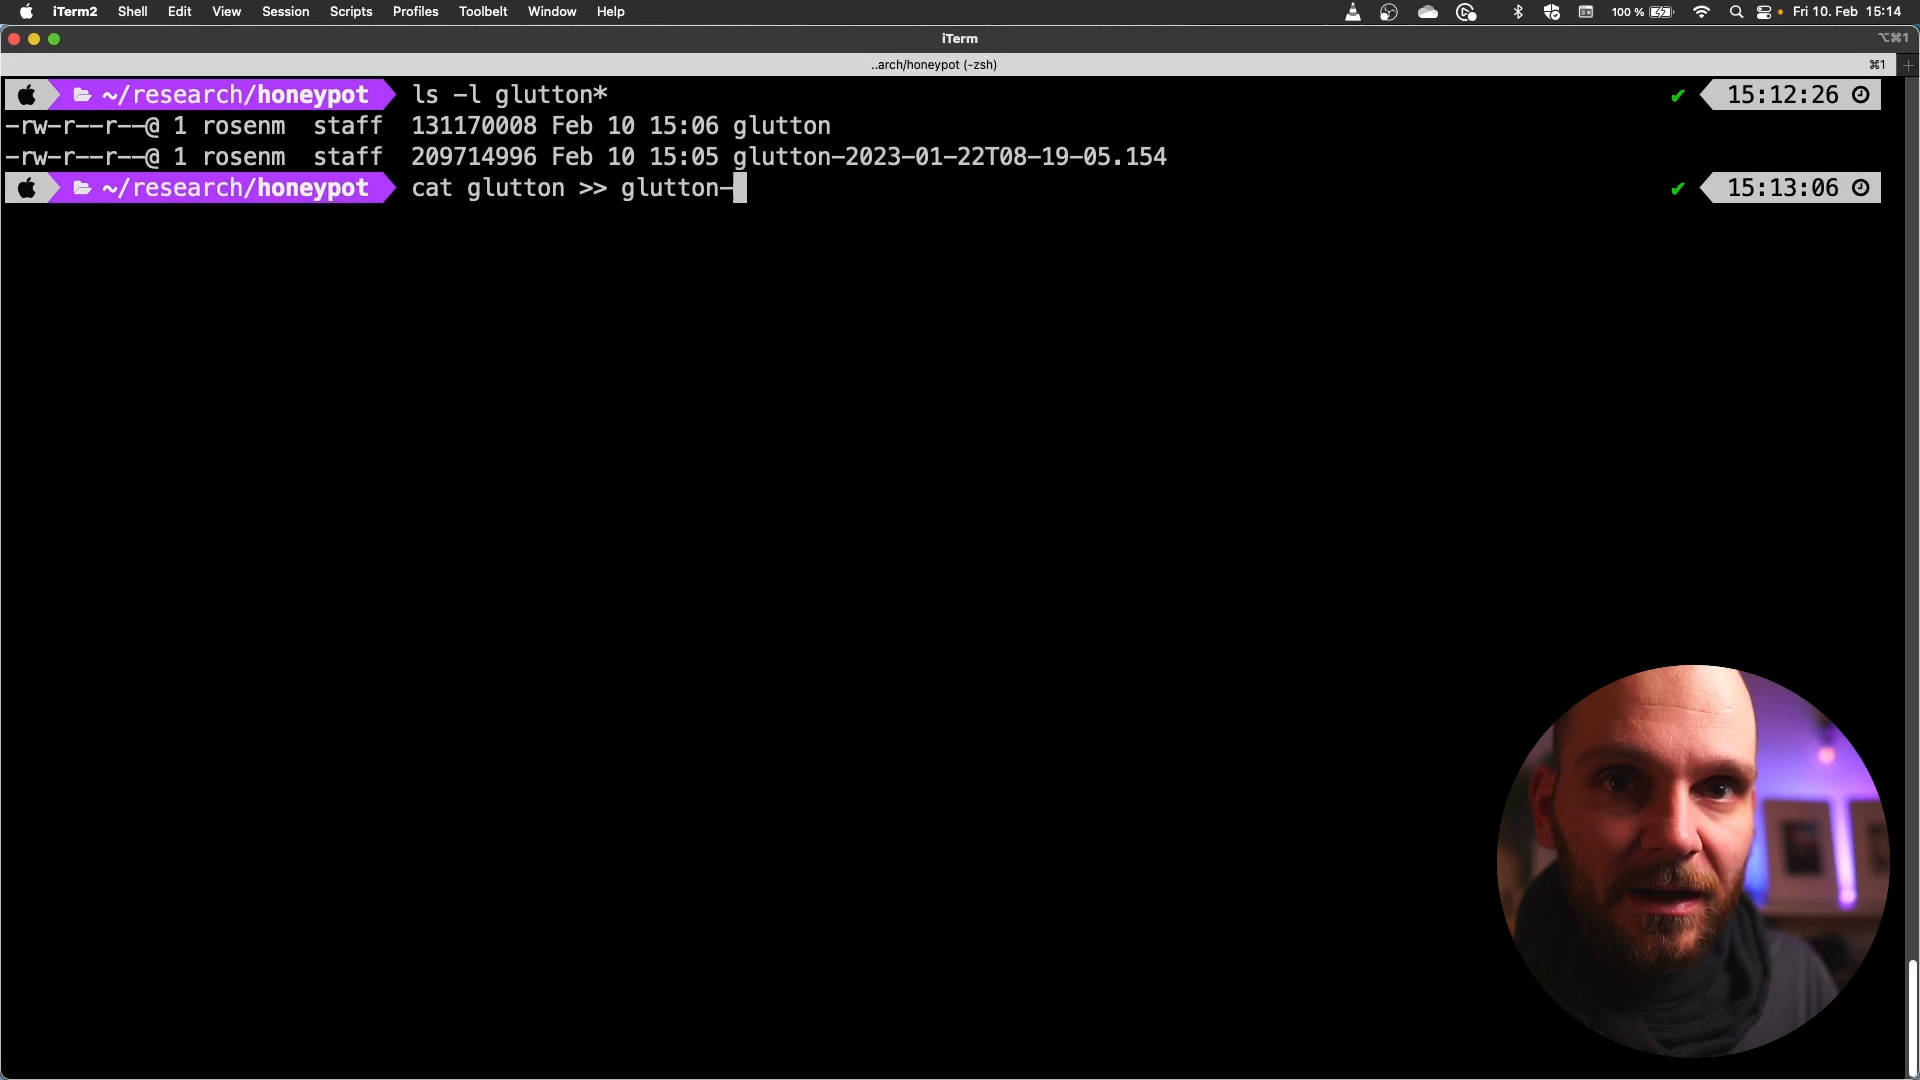 iTerm2 Shell Edit View Session Scripts Profiles Toolbelt Window Help 100 % Fri 10. Feb 15:14
iTerm ⌥⌘1
..arch/honeypot (-zsh) ⌘1
~/research/honeypot ls -l glutton* ✔ 15:12:26
-rw-r--r--@ 1 rosenm staff 131170008 Feb 10 15:06 glutton
-rw-r--r--@ 1 rosenm staff 209714996 Feb 10 15:05 glutton-2023-01-22T08-19-05.154
~/research/honeypot cat glutton >> glutton- ✔ 15:13:06